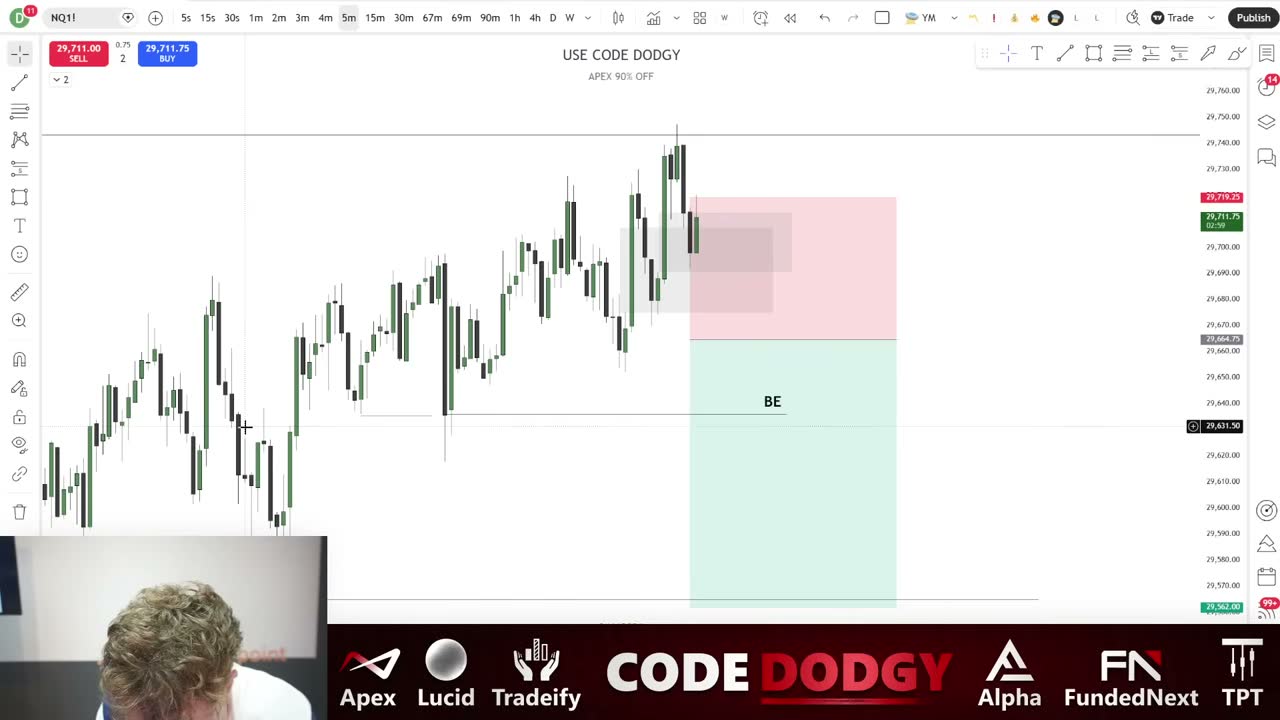 D 11 NQ1! 5s 15s 30s 1m 2m 3m 4m 5m 15m 30m 67m 69m 90m 1h 4h D W YM W L L Trade Publish
29,711.00 SELL 0.75 2 29,711.75 BUY
2
USE CODE DODGY
APEX 90% OFF
T
14
29,760.00
29,750.00
29,740.00
29,730.00
29,719.25
29,711.75
02:59
29,700.00
29,690.00
29,680.00
29,670.00
29,664.75
29,660.00
29,650.00
29,640.00
BE
29,631.50
29,620.00
29,610.00
29,600.00
29,590.00
29,580.00
29,570.00
29,562.00
99+
T
point
CODE DODGY
Apex Lucid Tradeify Alpha FundedNext TPT